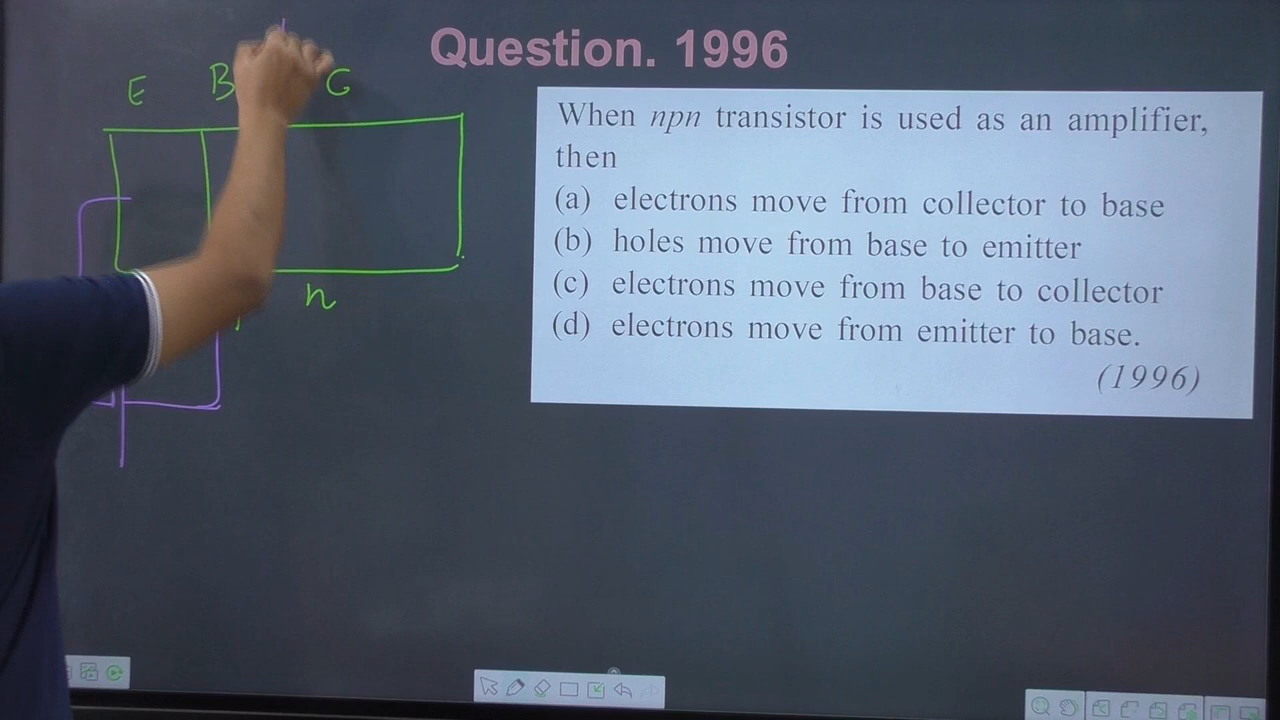 Question. 1996
E B C
n
When npn transistor is used as an amplifier,
then
(a) electrons move from collector to base
(b) holes move from base to emitter
(c) electrons move from base to collector
(d) electrons move from emitter to base.
(1996)